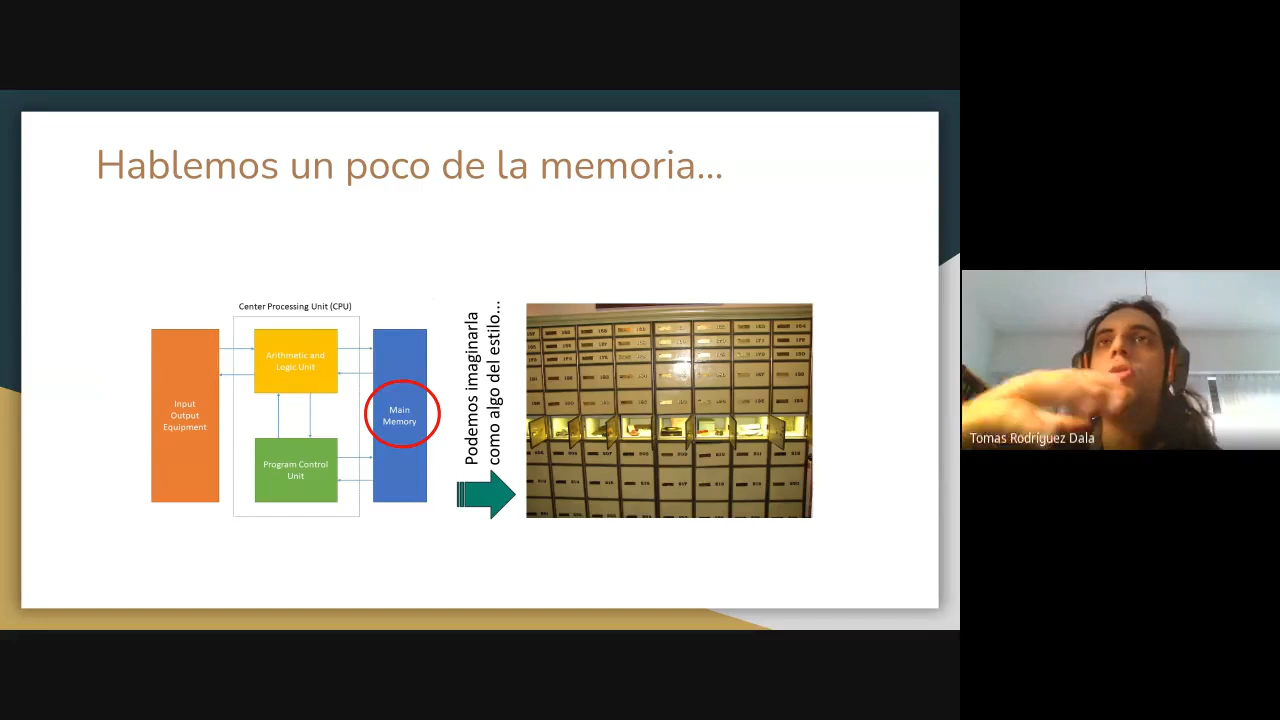 Hablemos un poco de la memoria...
Center Processing Unit (CPU)
Input
Output
Equipment
Arithmetic and
Logic Unit
Program Control
Unit
Main
Memory
Podemos imaginarla
como algo del estilo...
Tomas Rodríguez Dala